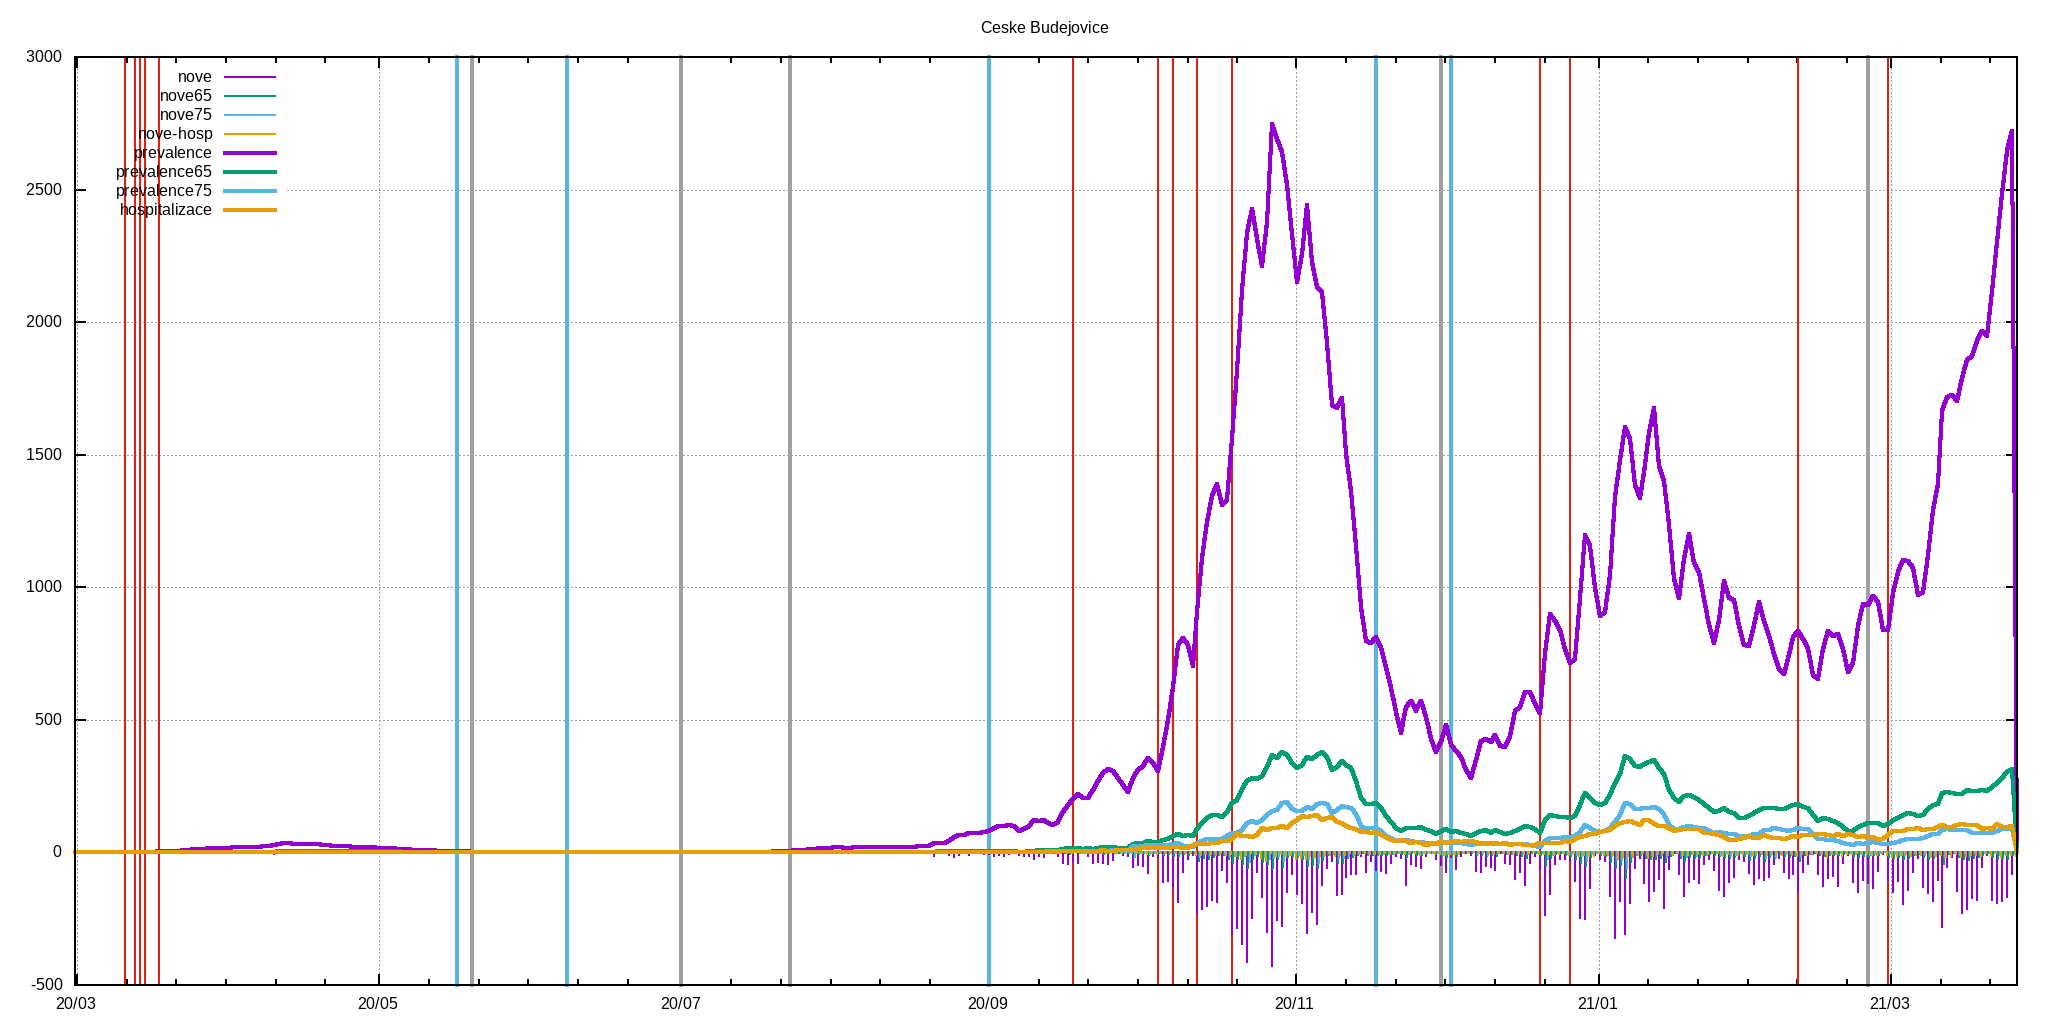 Ceske Budejovice
3000
2500
2000
1500
1000
500
0
-500
nove
nove65
nove75
nove-hosp
prevalence
prevalence65
prevalence75
hospitalizace
20/03
20/05
20/07
20/09
20/11
21/01
21/03